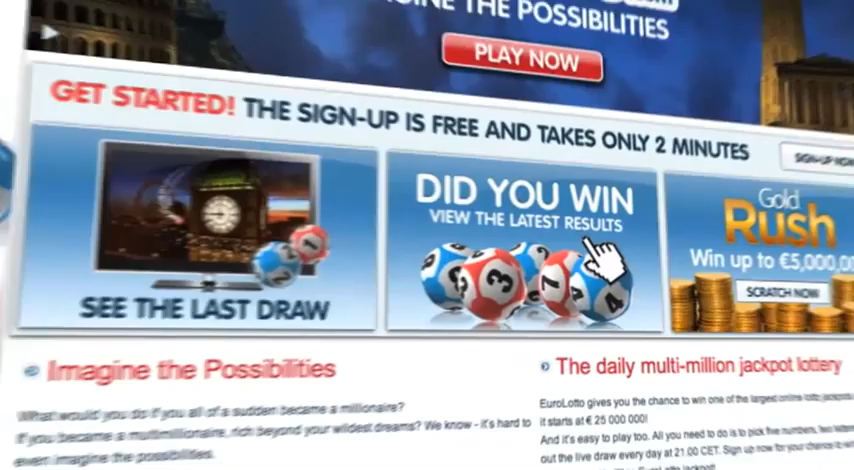 THE POSSIBILITIES
PLAY NOW
GET STARTED! THE SIGN-UP IS FREE AND TAKES ONLY 2 MINUTES
SIGN-UP NOW
SEE THE LAST DRAW
DID YOU WIN
VIEW THE LATEST RESULTS
3
7
4
1
Gold
Rush
Win up to €5,000,00
SCRATCH NOW
Imagine the Possibilities
What would you do if you all of a sudden became a millionaire?
If you became a multimillionaire, rich beyond your wildest dreams? We know - it's hard to
even imagine the possibilities.
The daily multi-million jackpot lottery
EuroLotto gives you the chance to win one of the largest online lotto jackpots
it starts at € 25 000 000!
And it's easy to play too. All you need to do is to pick five numbers, two
out the live draw every day at 21.00 CET. Sign up now for your chance
EuroLotto jackpot!